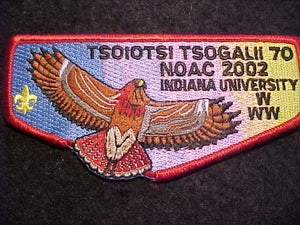 TSOIOTSI TSOGALII 70
NOAC 2002
INDIANA UNIVERSITY
W
WW